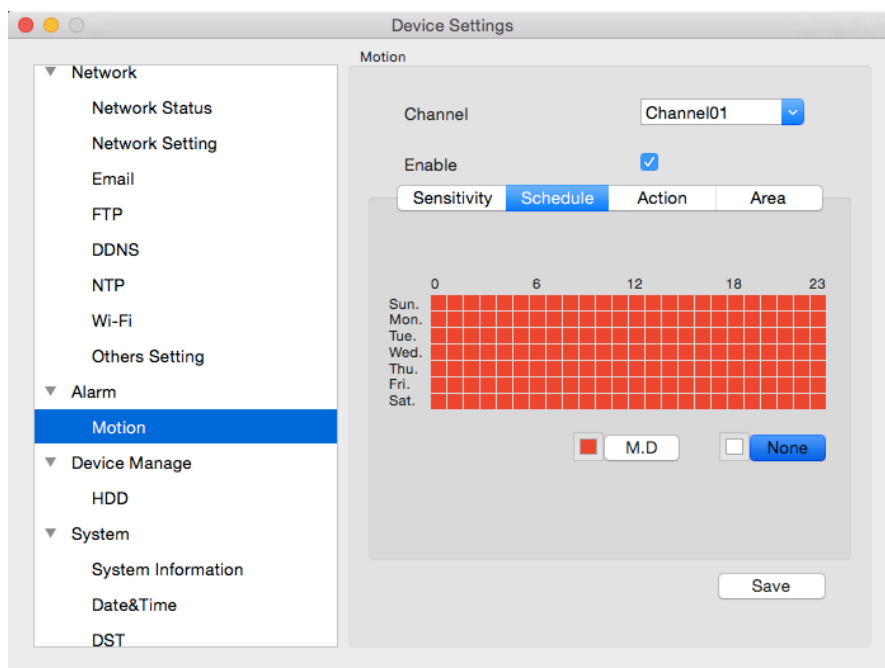 Device Settings
Network
Network Status
Network Setting
Email
FTP
DDNS
NTP
Wi-Fi
Others Setting
Alarm
Motion
Device Manage
HDD
System
System Information
Date&Time
DST
Motion
Channel
Channel01
Enable
Sensitivity Schedule Action Area
0 6 12 18 23
Sun.
Mon.
Tue.
Wed.
Thu.
Fri.
Sat.
M.D None
Save